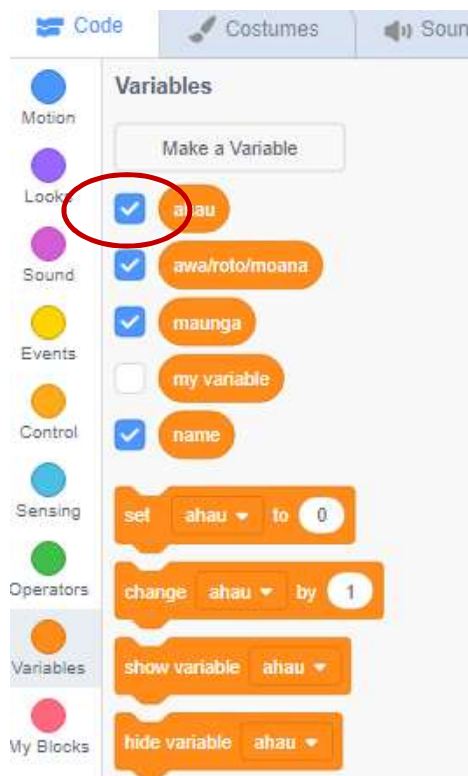 Code Costumes Soun
Variables
Motion
Make a Variable
Looks
ahau
Sound
awa/roto/moana
maunga
Events
my variable
Control
name
Sensing
set ahau to 0
Operators
change ahau by 1
Variables
show variable ahau
My Blocks
hide variable ahau